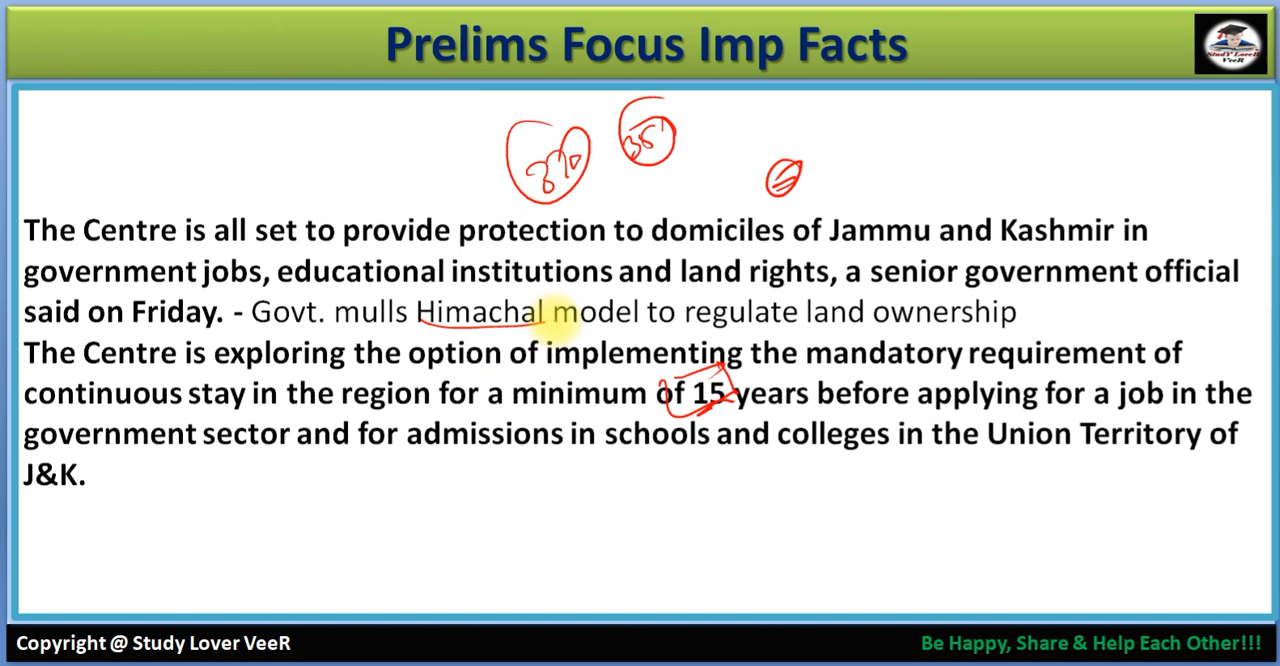 Prelims Focus Imp Facts
StudY LoveR
VeeR
370
35
The Centre is all set to provide protection to domiciles of Jammu and Kashmir in
government jobs, educational institutions and land rights, a senior government official
said on Friday. - Govt. mulls Himachal model to regulate land ownership
The Centre is exploring the option of implementing the mandatory requirement of
continuous stay in the region for a minimum of 15 years before applying for a job in the
government sector and for admissions in schools and colleges in the Union Territory of
J&K.
Copyright @ Study Lover VeeR
Be Happy, Share & Help Each Other!!!